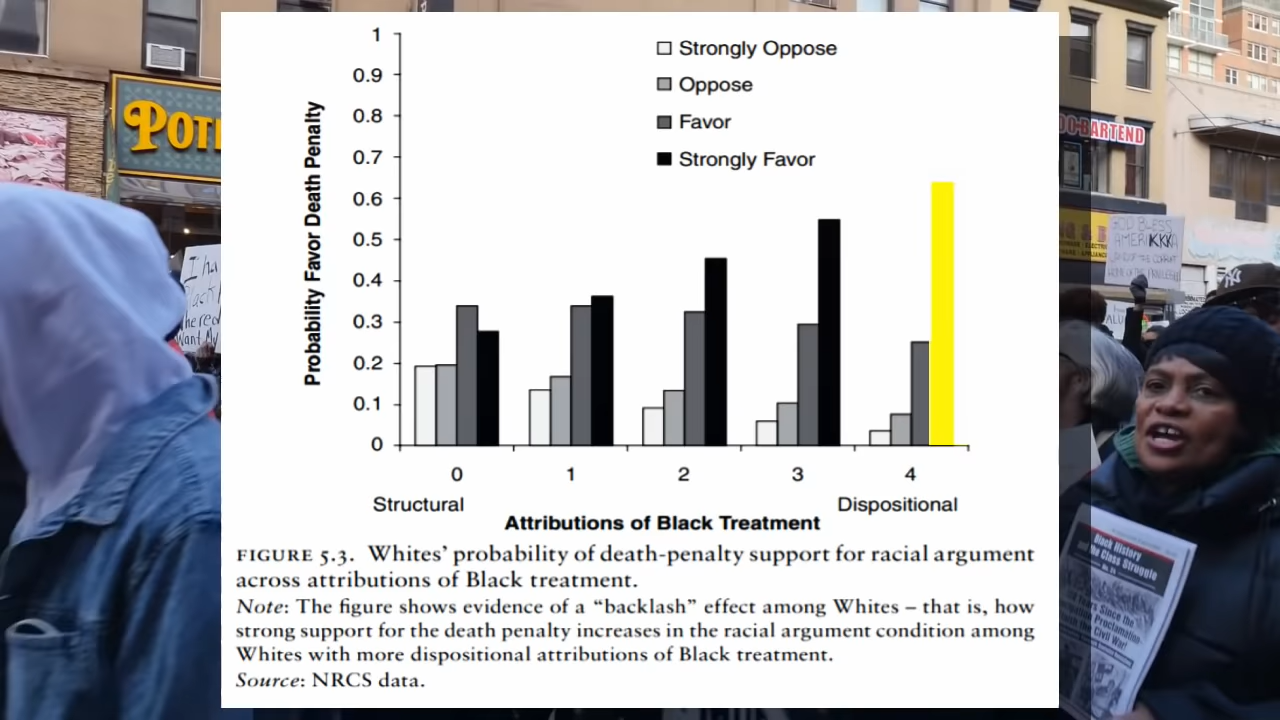 1
0.9
0.8
0.7
0.6
0.5
0.4
0.3
0.2
0.1
0
Probability Favor Death Penalty
Strongly Oppose
Oppose
Favor
Strongly Favor
0 1 2 3 4
Structural Dispositional
Attributions of Black Treatment
FIGURE 5.3. Whites' probability of death-penalty support for racial argument
across attributions of Black treatment.
Note: The figure shows evidence of a “backlash” effect among Whites – that is, how
strong support for the death penalty increases in the racial argument condition among
Whites with more dispositional attributions of Black treatment.
Source: NRCS data.
POT
I ha
BARTEND
GOD BLESS
AMERIKKKA
Black History
and the Class Struggle